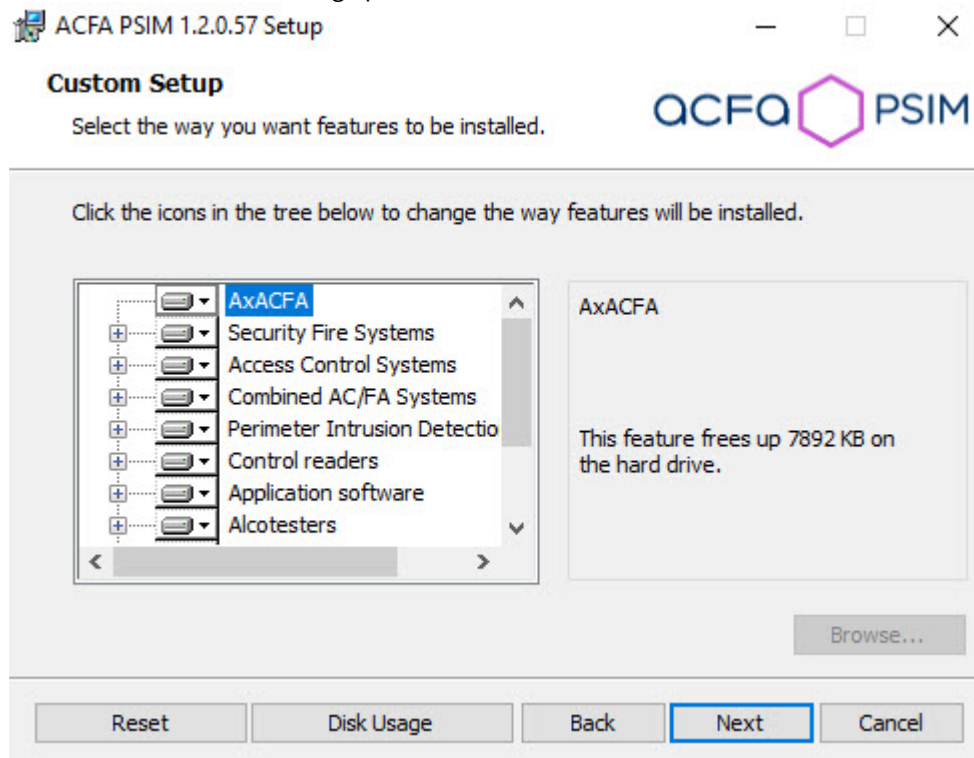 ACFA PSIM 1.2.0.57 Setup
Custom Setup
Select the way you want features to be installed.
acFa PSIM
Click the icons in the tree below to change the way features will be installed.
AxACFA
Security Fire Systems
Access Control Systems
Combined AC/FA Systems
Perimeter Intrusion Detectio
Control readers
Application software
Alcotesters
AxACFA
This feature frees up 7892 KB on
the hard drive.
Browse...
Reset
Disk Usage
Back
Next
Cancel